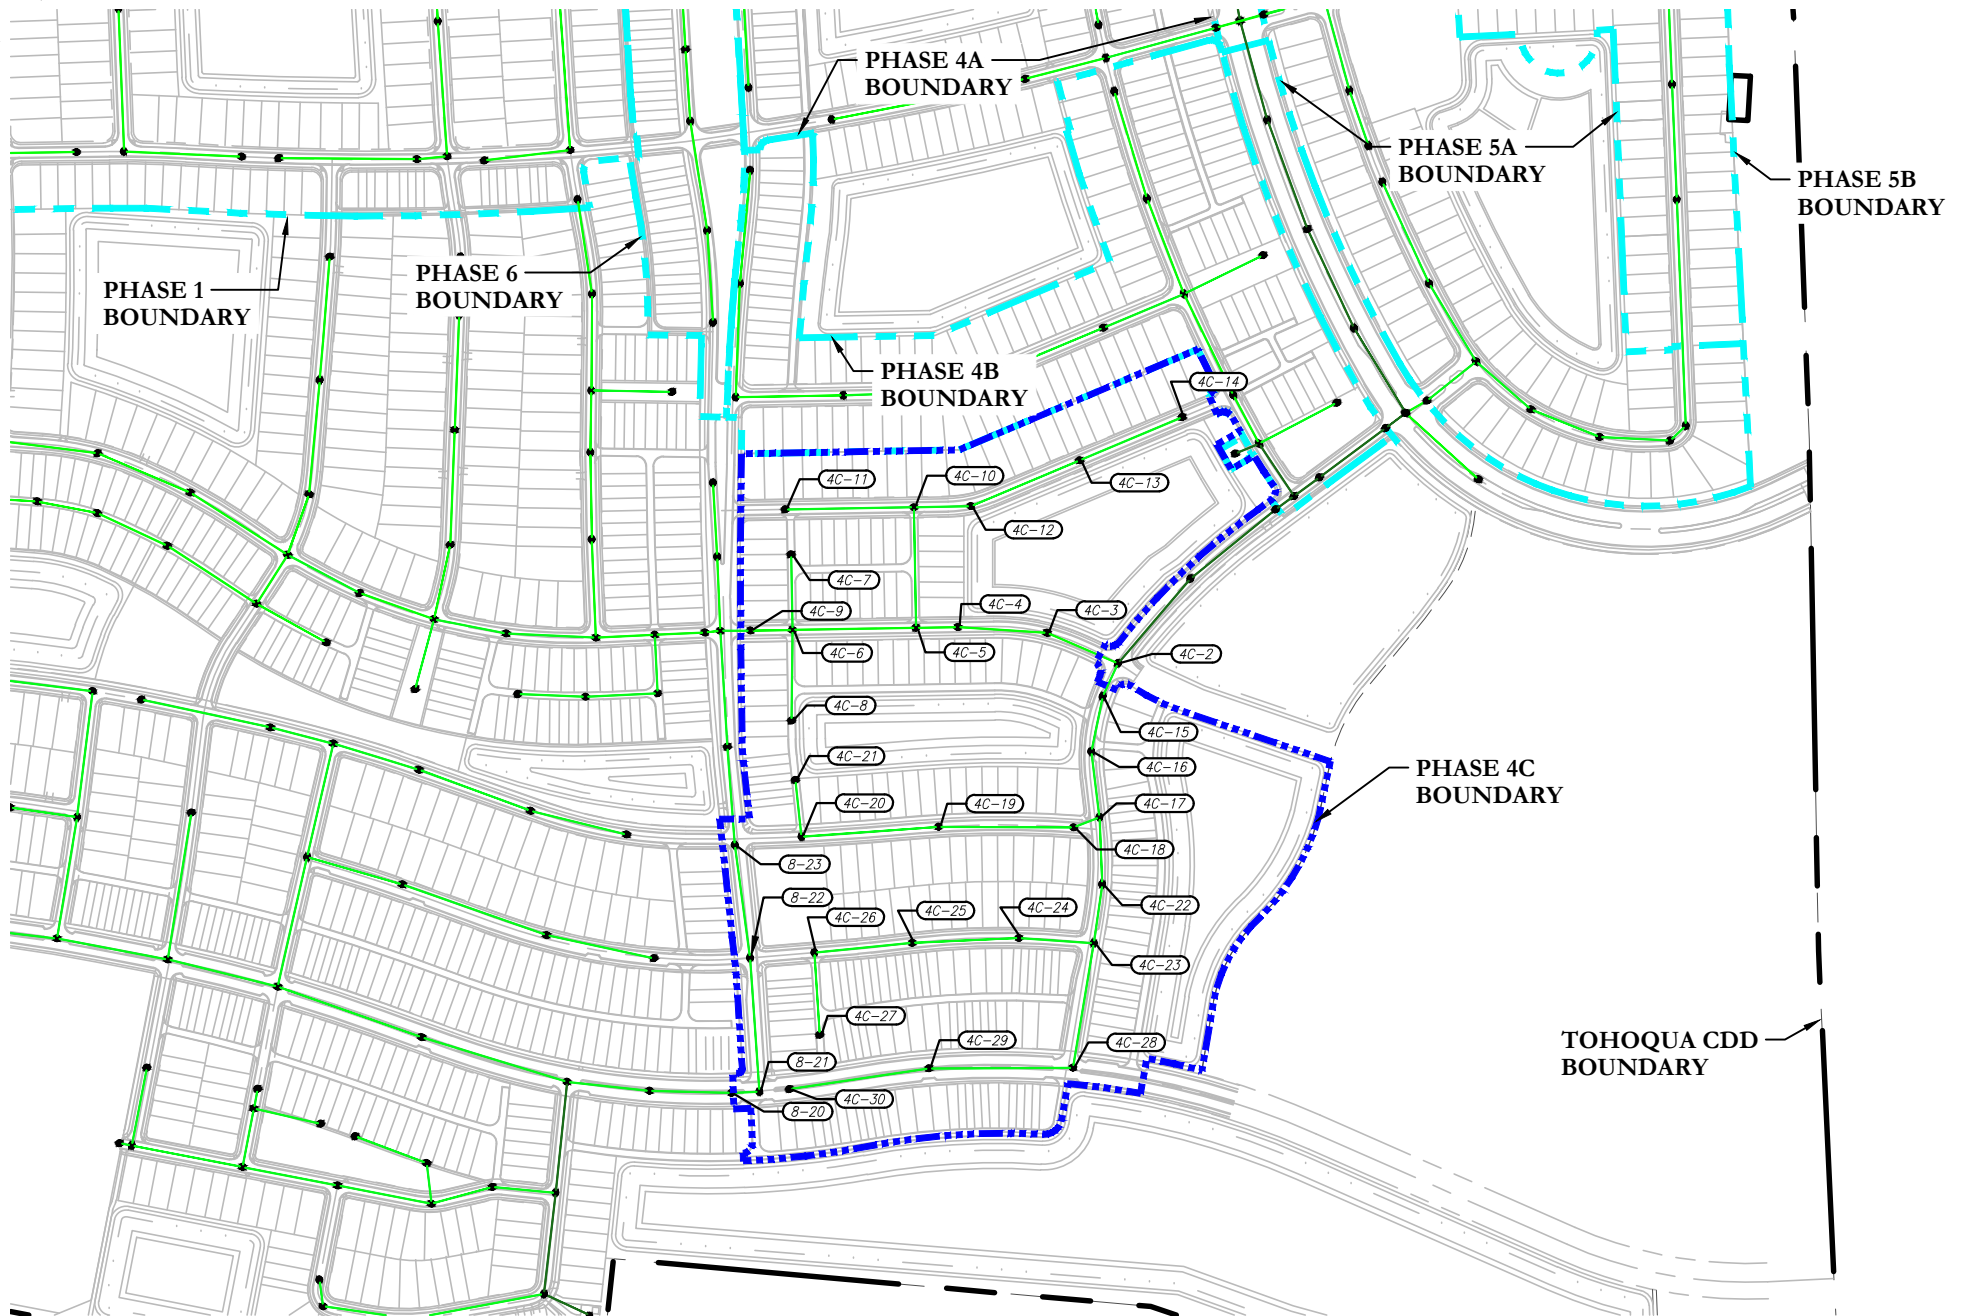 PHASE 4A
BOUNDARY
PHASE 5A
BOUNDARY
PHASE 5B
BOUNDARY
PHASE 6
BOUNDARY
PHASE 1
BOUNDARY
PHASE 4B
BOUNDARY
4C-14
4C-11
4C-10
4C-13
4C-12
4C-7
4C-9
4C-4
4C-3
4C-6
4C-5
4C-2
4C-8
4C-15
4C-21
4C-16
PHASE 4C
BOUNDARY
4C-20
4C-19
4C-17
4C-18
8-23
8-22
4C-26
4C-25
4C-24
4C-22
4C-23
4C-27
4C-29
4C-28
TOHOQUA CDD
BOUNDARY
8-21
4C-30
8-20